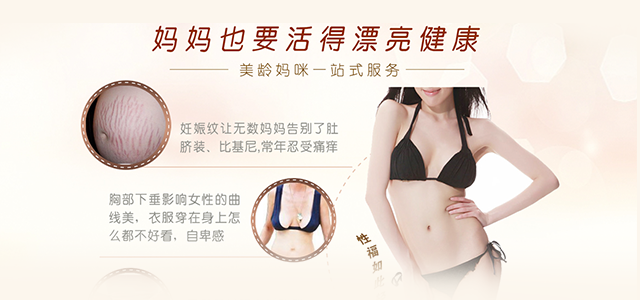 妈妈也要活得漂亮健康
美龄妈咪一站式服务
妊娠纹让无数妈妈告别了肚
脐装、比基尼,常年忍受痛痒
胸部下垂影响女性的曲
线美，衣服穿在身上怎
么都不好看，自卑感
性福如